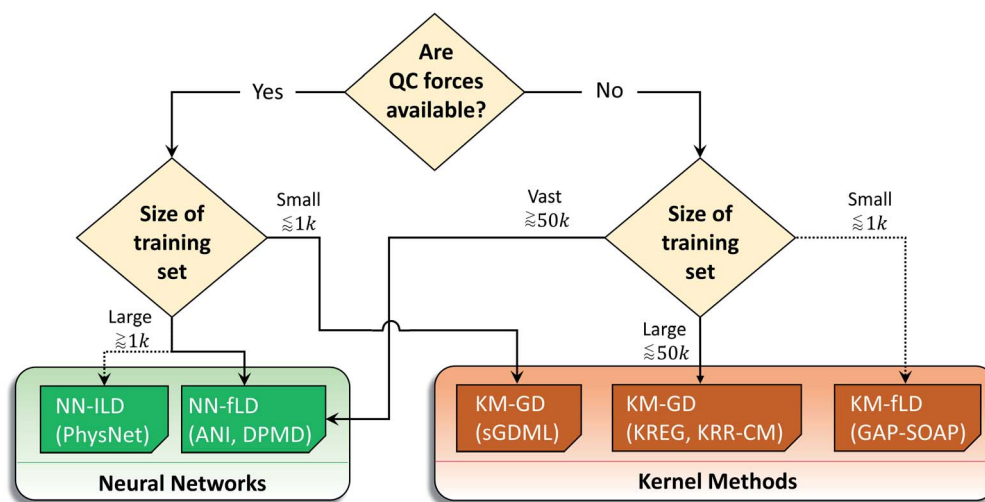 Are
QC forces
available?
Yes
No
Size of
training
set
Small
≲1k
Vast
≳50k
Size of
training
set
Small
≲1k
Large
≳1k
Large
≲50k
NN-ILD
(PhysNet)
NN-fLD
(ANI, DPMD)
KM-GD
(sGDML)
KM-GD
(KREG, KRR-CM)
KM-fLD
(GAP-SOAP)
Neural Networks
Kernel Methods